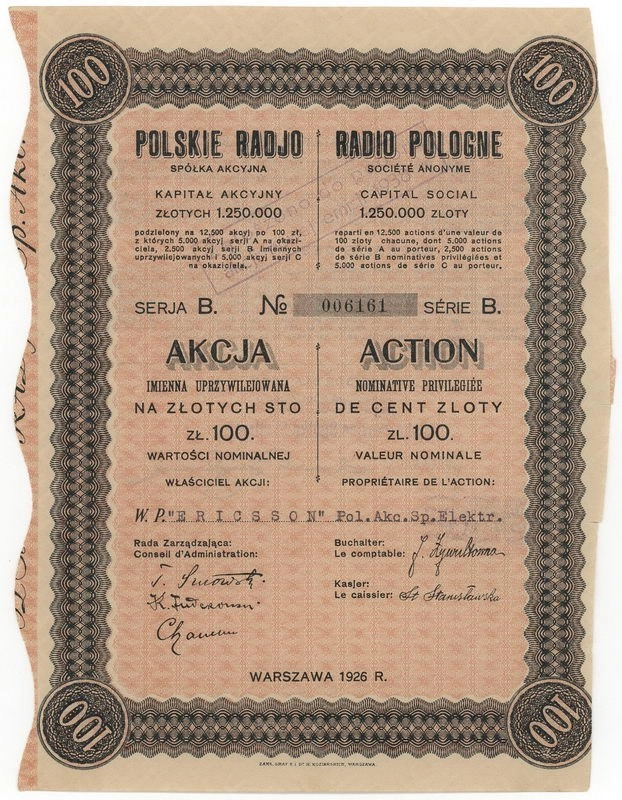 100
100
POLSKIE RADJO
SPÓŁKA AKCYJNA
KAPITAŁ AKCYJNY
ZŁOTYCH 1.250.000
podzielony na 12,500 akcyj po 100 zł,
z których 5.000 akcyj serji A na okazi-
ciela, 2.500 akcyj serji B imiennych
uprzywilejowanych i 5.000 akcyj serji C
na okaziciela.
RADIO POLOGNE
SOCIÉTÉ ANONYME
CAPITAL SOCIAL
1.250.000 ZLOTY
reparti en 12,500 actions d'une valeur de
100 zloty chacune, dont 5.000 actions
de série A au porteur, 2,500 actions
de série B nominatives privilégiées et
5,000 actions de série C au porteur.
SERJA B. No 006161 SÉRIE B.
AKCJA
IMIENNA UPRZYWILEJOWANA
NA ZŁOTYCH STO
ZŁ. 100.
WARTOŚCI NOMINALNEJ
WŁAŚCICIEL AKCJI:
ACTION
NOMINATIVE PRIVILEGIÉE
DE CENT ZLOTY
ZL. 100.
VALEUR NOMINALE
PROPRIÉTAIRE DE L'ACTION:
W.P."ERICSSON" Pol.Akc.Sp.Elektr.
Rada Zarządzająca:
Conseil d'Administration:
Buchalter:
Le comptable:
Kasjer:
Le caissier: St Stanisławska
WARSZAWA 1926 R.
100
100